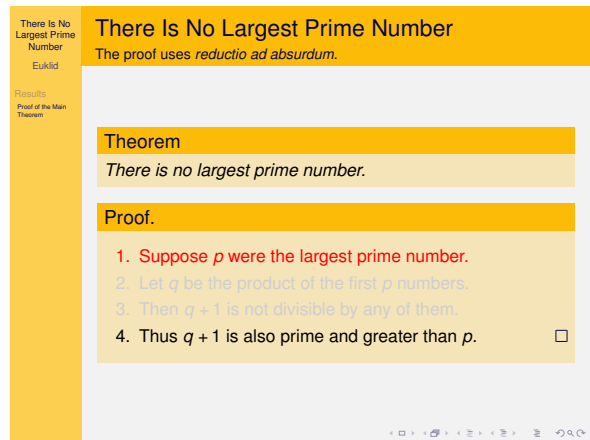 There Is No
Largest Prime
Number
Euklid
Results
Proof of the Main
Theorem
There Is No Largest Prime Number
The proof uses reductio ad absurdum.
Theorem
There is no largest prime number.
Proof.
1. Suppose p were the largest prime number.
2. Let q be the product of the first p numbers.
3. Then q + 1 is not divisible by any of them.
4. Thus q + 1 is also prime and greater than p. □